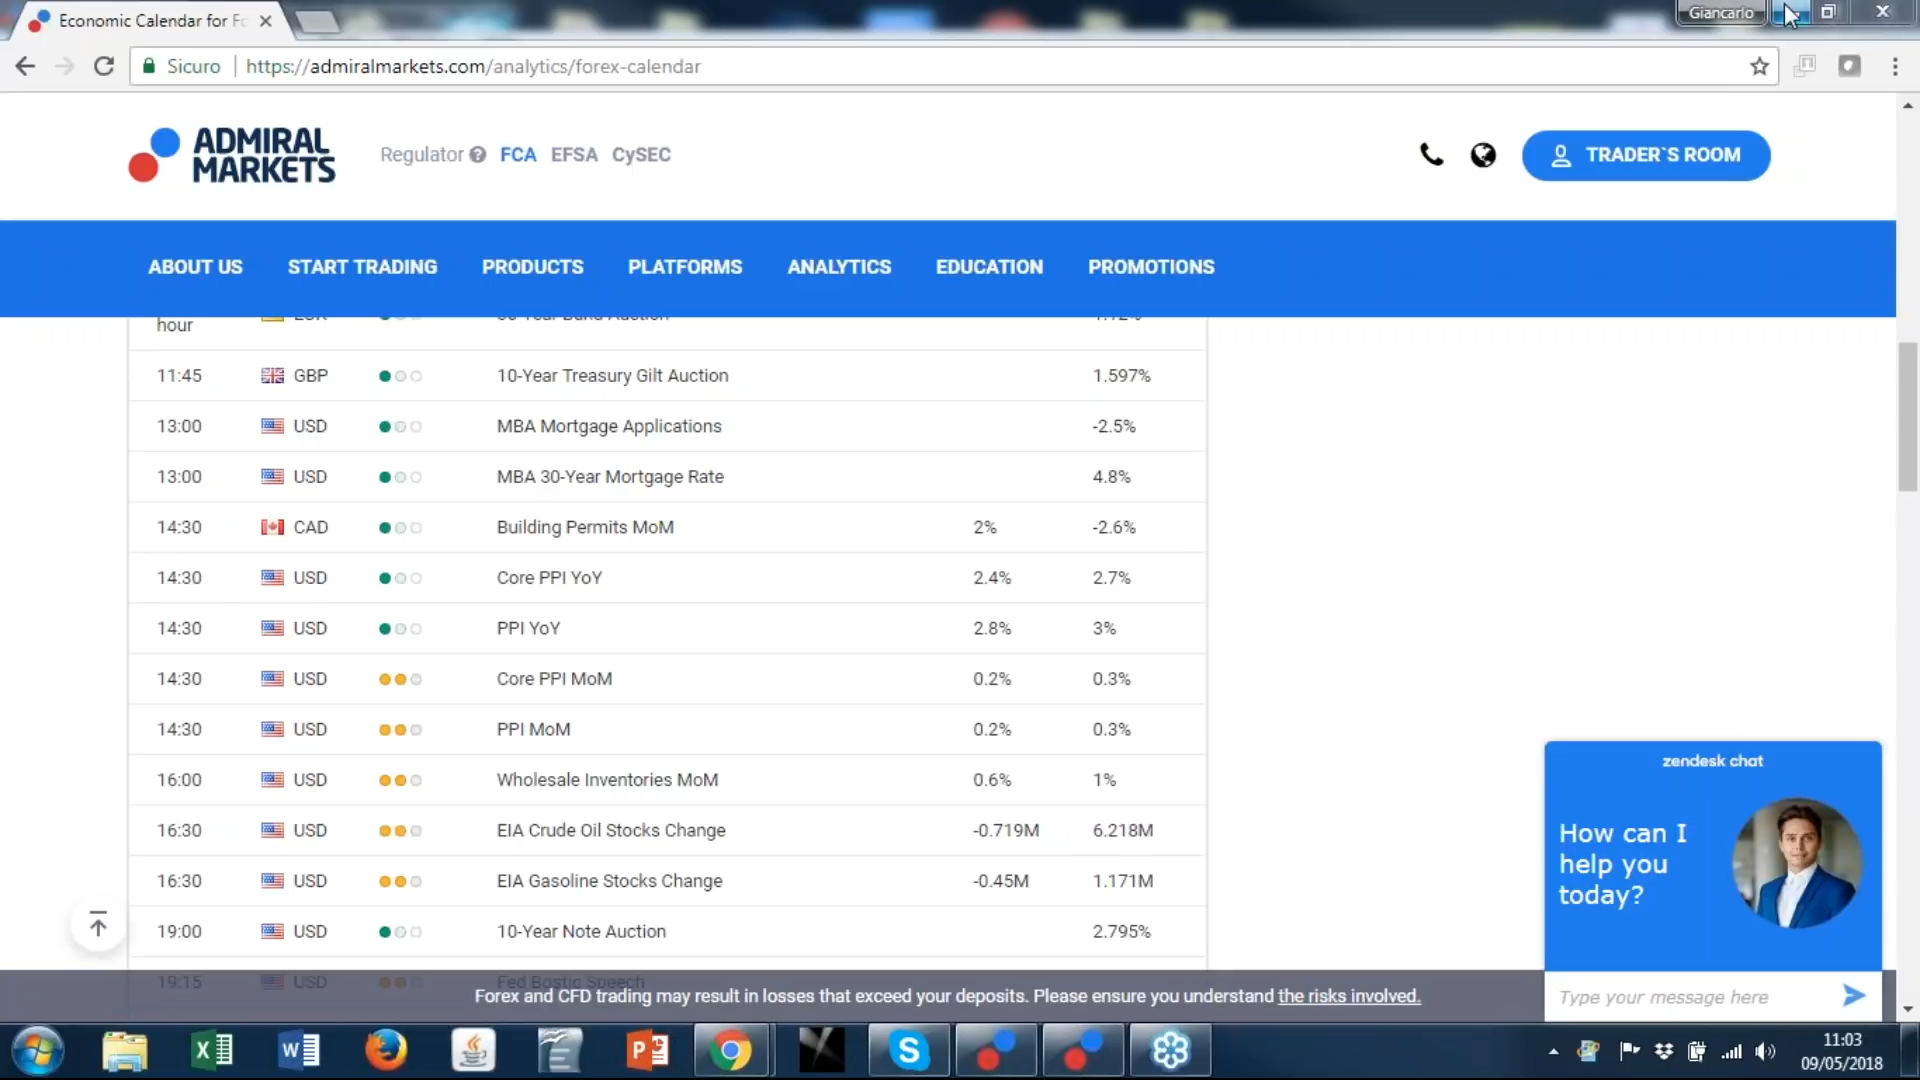 Economic Calendar for Fo
Giancarlo
Sicuro
https://admiralmarkets.com/analytics/forex-calendar
ADMIRAL
MARKETS
Regulator ? FCA EFSA CySEC
TRADER`S ROOM
ABOUT US START TRADING PRODUCTS PLATFORMS ANALYTICS EDUCATION PROMOTIONS
hour
11:45 GBP 10-Year Treasury Gilt Auction 1.597%
13:00 USD MBA Mortgage Applications -2.5%
13:00 USD MBA 30-Year Mortgage Rate 4.8%
14:30 CAD Building Permits MoM 2% -2.6%
14:30 USD Core PPI YoY 2.4% 2.7%
14:30 USD PPI YoY 2.8% 3%
14:30 USD Core PPI MoM 0.2% 0.3%
14:30 USD PPI MoM 0.2% 0.3%
16:00 USD Wholesale Inventories MoM 0.6% 1%
16:30 USD EIA Crude Oil Stocks Change -0.719M 6.218M
16:30 USD EIA Gasoline Stocks Change -0.45M 1.171M
19:00 USD 10-Year Note Auction 2.795%
19:15 USD Fed Bostic Speech
zendesk chat
How can I
help you
today?
Type your message here
Forex and CFD trading may result in losses that exceed your deposits. Please ensure you understand the risks involved.
11:03
09/05/2018